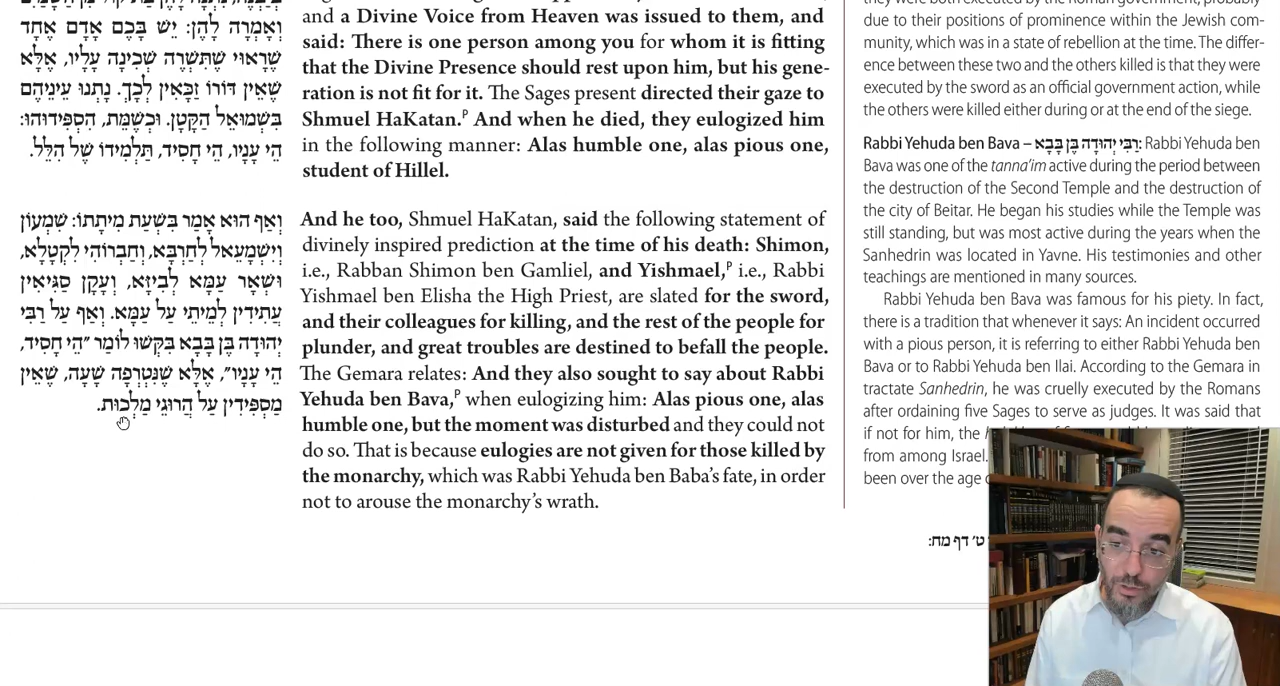 וְאָמְרָה לָהֶן: יֵשׁ בָּכֶם אָדָם אֶחָד
שֶׁרָאוּי שֶׁתִּשְׁרֶה שְׁכִינָה עָלָיו, אֶלָּא
שֶׁאֵין דּוֹרוֹ זַכָּאִין לְכָךְ. נָתְנוּ עֵינֵיהֶם
בִּשְׁמוּאֵל הַקָּטָן. וּכְשֶׁמֵּת, הִסְפִּידוּהוּ:
הֵי עָנָיו, הֵי חָסִיד, תַּלְמִידוֹ שֶׁל הִלֵּל.
וְאַף הוּא אָמַר בִּשְׁעַת מִיתָתוֹ: שִׁמְעוֹן
וְיִשְׁמָעֵאל לְחַרְבָּא, וְחַבְרוֹהִי לִקְטָלָא,
וּשְׁאָר עַמָּא לְבִיזָּא, וְעָקָן סַגִּיאִין
עֲתִידִין לְמֵיתֵי עַל עַמָּא. וְאַף עַל רַבִּי
יְהוּדָה בֶּן בָּבָא בִּקְּשׁוּ לוֹמַר ״הֵי חָסִיד,
הֵי עָנָיו״, אֶלָּא שֶׁנִּטְרְפָה שָׁעָה, שֶׁאֵין
מַסְפִּידִין עַל הֲרוּגֵי מַלְכוּת.
and a Divine Voice from Heaven was issued to them, and
said: There is one person among you for whom it is fitting
that the Divine Presence should rest upon him, but his gene-
ration is not fit for it. The Sages present directed their gaze to
Shmuel HaKatan.P And when he died, they eulogized him
in the following manner: Alas humble one, alas pious one,
student of Hillel.
And he too, Shmuel HaKatan, said the following statement of
divinely inspired prediction at the time of his death: Shimon,
i.e., Rabban Shimon ben Gamliel, and Yishmael,P i.e., Rabbi
Yishmael ben Elisha the High Priest, are slated for the sword,
and their colleagues for killing, and the rest of the people for
plunder, and great troubles are destined to befall the people.
The Gemara relates: And they also sought to say about Rabbi
Yehuda ben Bava,P when eulogizing him: Alas pious one, alas
humble one, but the moment was disturbed and they could not
do so. That is because eulogies are not given for those killed by
the monarchy, which was Rabbi Yehuda ben Baba's fate, in order
not to arouse the monarchy's wrath.
they were both executed by the Roman government, probably
due to their positions of prominence within the Jewish com-
munity, which was in a state of rebellion at the time. The differ-
ence between these two and the others killed is that they were
executed by the sword as an official government action, while
the others were killed either during or at the end of the siege.
Rabbi Yehuda ben Bava – רַבִּי יְהוּדָה בֶּן בָּבָא: Rabbi Yehuda ben
Bava was one of the tanna'im active during the period between
the destruction of the Second Temple and the destruction of
the city of Beitar. He began his studies while the Temple was
still standing, but was most active during the years when the
Sanhedrin was located in Yavne. His testimonies and other
teachings are mentioned in many sources.
Rabbi Yehuda ben Bava was famous for his piety. In fact,
there is a tradition that whenever it says: An incident occurred
with a pious person, it is referring to either Rabbi Yehuda ben
Bava or to Rabbi Yehuda ben Ilai. According to the Gemara in
tractate Sanhedrin, he was cruelly executed by the Romans
after ordaining five Sages to serve as judges. It was said that
if not for him, the
from among Israel.
been over the age
ט׳ דף מח: